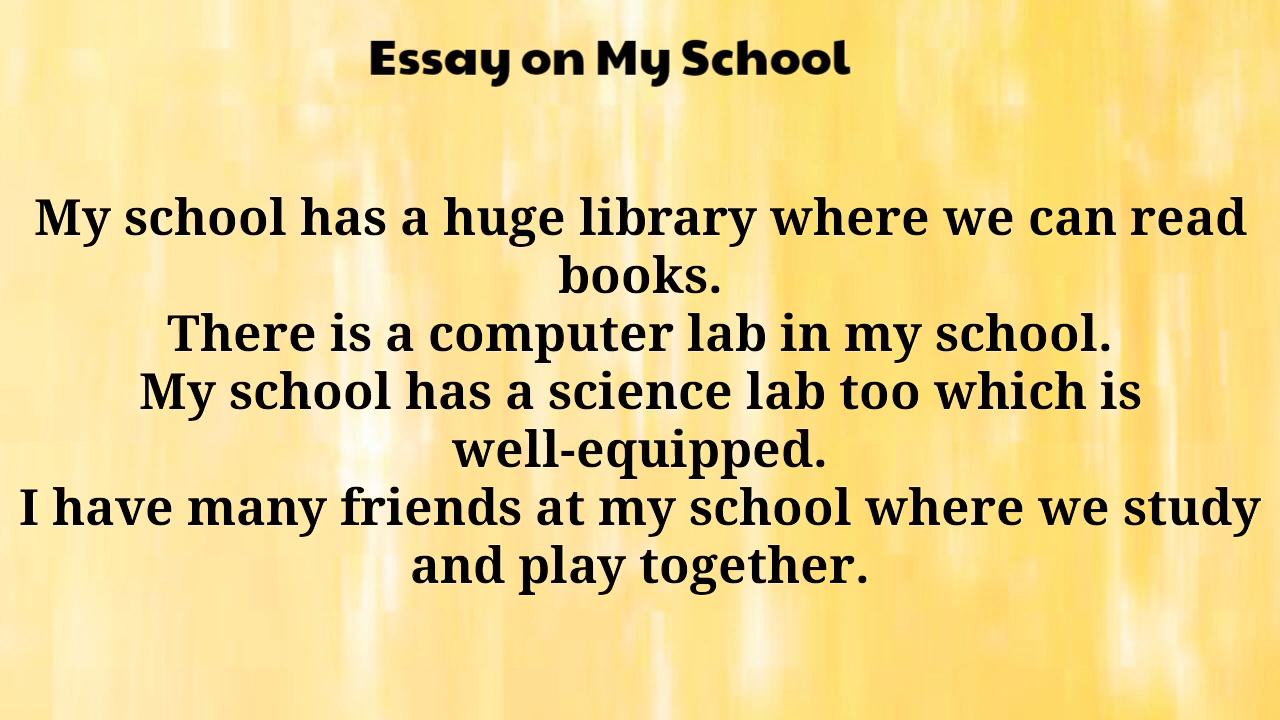 Essay on My School
My school has a huge library where we can read
books.
There is a computer lab in my school.
My school has a science lab too which is
well-equipped.
I have many friends at my school where we study
and play together.